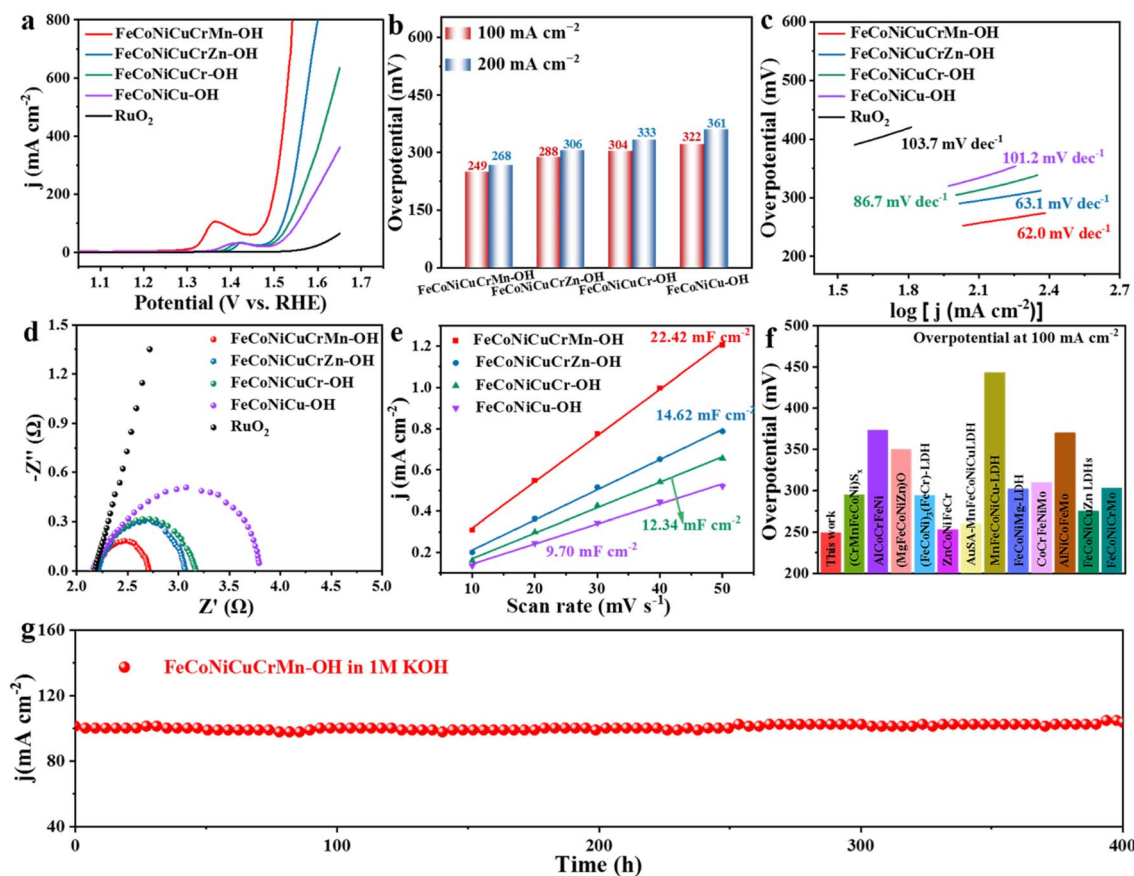 a
FeCoNiCuCrMn-OH
FeCoNiCuCrZn-OH
FeCoNiCuCr-OH
FeCoNiCu-OH
RuO2
j (mA cm-2)
800
600
400
200
0
1.1 1.2 1.3 1.4 1.5 1.6 1.7
Potential (V vs. RHE)
b
100 mA cm-2
200 mA cm-2
Overpotential (mV)
600
450
300
150
0
249 268 288 306 304 333 322 361
FeCoNiCuCrMn-OH
FeCoNiCuCrZn-OH
FeCoNiCuCr-OH
FeCoNiCu-OH
c
FeCoNiCuCrMn-OH
FeCoNiCuCrZn-OH
FeCoNiCuCr-OH
FeCoNiCu-OH
RuO2
Overpotential (mV)
600
500
400
300
200
103.7 mV dec-1
101.2 mV dec-1
86.7 mV dec-1
63.1 mV dec-1
62.0 mV dec-1
1.5 1.8 2.1 2.4 2.7
log [ j (mA cm-2)]
d
FeCoNiCuCrMn-OH
FeCoNiCuCrZn-OH
FeCoNiCuCr-OH
FeCoNiCu-OH
RuO2
-Z'' (Ω)
1.5
1.2
0.9
0.6
0.3
0.0
2.0 2.5 3.0 3.5 4.0 4.5 5.0
Z' (Ω)
e
FeCoNiCuCrMn-OH
FeCoNiCuCrZn-OH
FeCoNiCuCr-OH
FeCoNiCu-OH
j (mA cm-2)
1.2
1.0
0.8
0.6
0.4
0.2
22.42 mF cm-2
14.62 mF cm-2
12.34 mF cm-2
9.70 mF cm-2
10 20 30 40 50
Scan rate (mV s-1)
f
Overpotential at 100 mA cm-2
Overpotential (mV)
500
450
400
350
300
250
200
This work
(CrMnFeCoNi)Sx
AlCoCrFeNi
(MgFeCoNiZn)O
(FeCoNi)3(FeCr)-LDH
ZnCoNiFeCr
AuSA-MnFeCoNiCuLDH
MnFeCoNiCu-LDH
FeCoNiMg-LDH
CoCrFeNiMo
AlNiCoFeMo
FeCoNiCuZn LDHs
FeCoNiCrMo
g
FeCoNiCuCrMn-OH in 1M KOH
j(mA cm-2)
160
120
80
40
0 100 200 300 400
Time (h)